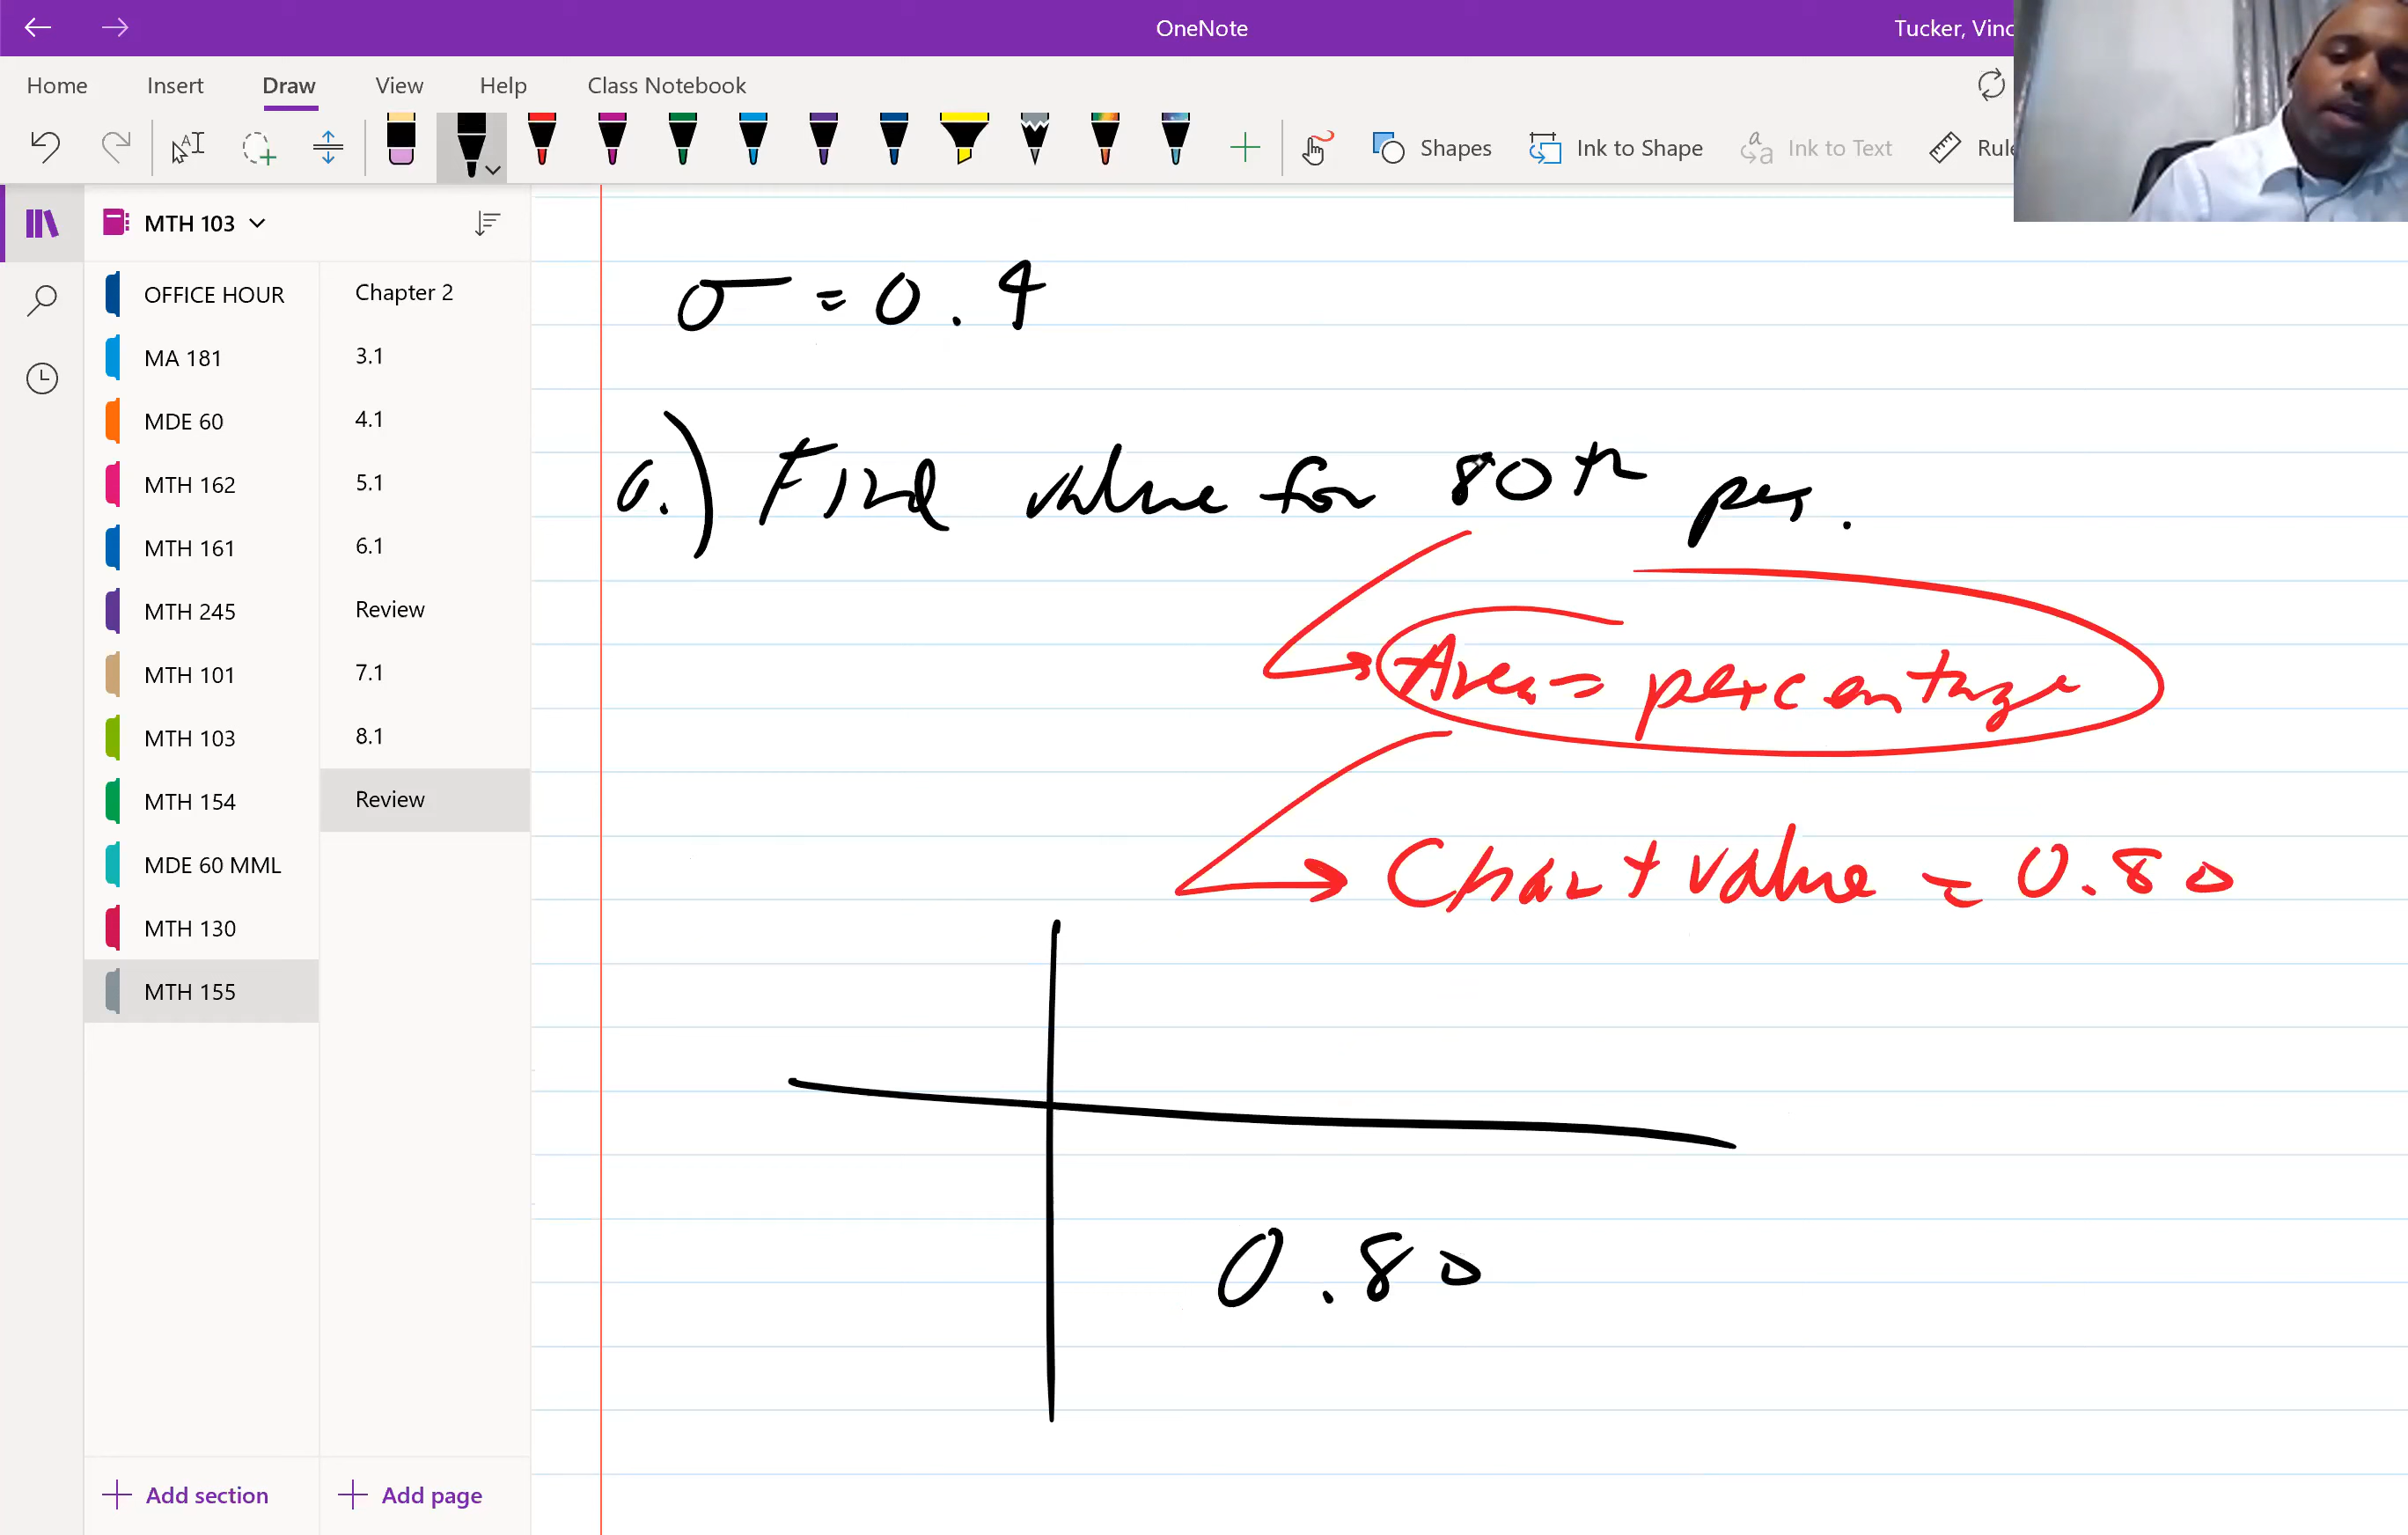 OneNote
Tucker, Vinc
Home Insert Draw View Help Class Notebook
Shapes Ink to Shape Ink to Text Rule
MTH 103
OFFICE HOUR
MA 181
MDE 60
MTH 162
MTH 161
MTH 245
MTH 101
MTH 103
MTH 154
MDE 60 MML
MTH 130
MTH 155
Add section
Chapter 2
3.1
4.1
5.1
6.1
Review
7.1
8.1
Review
Add page
σ = 0.4
a.) Find value for 80th per.
Area = percentage
Chart value = 0.80
0.80